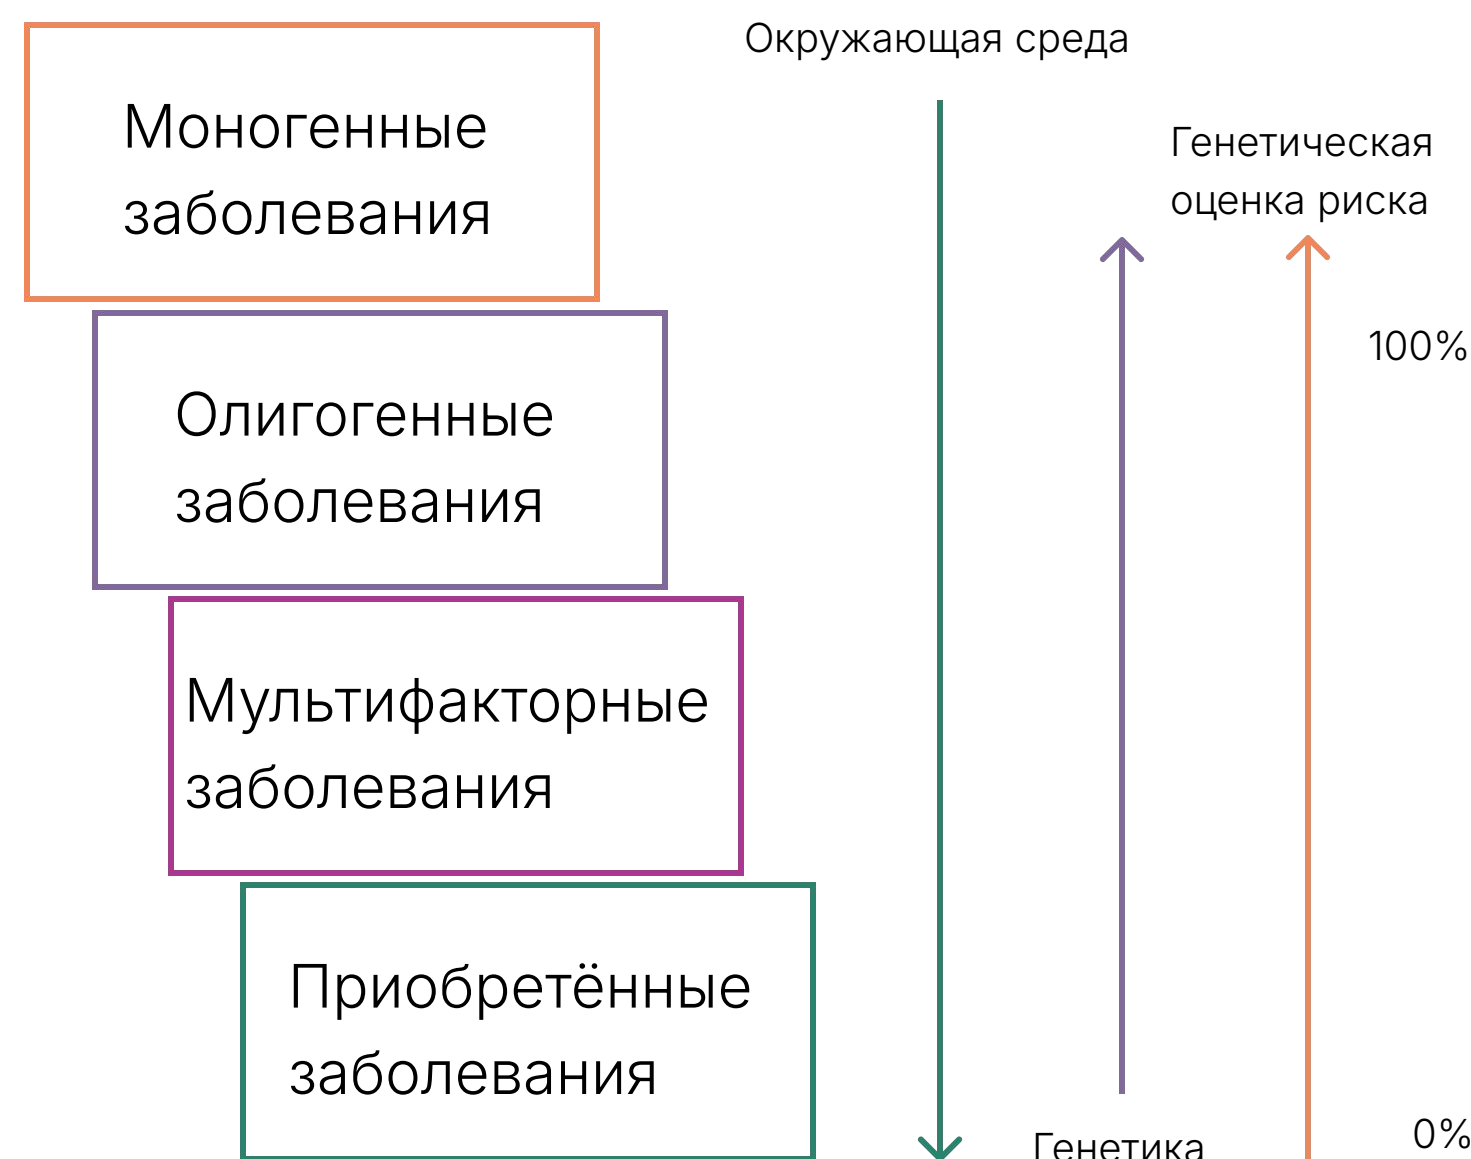 Моногенные
заболевания
Олигогенные
заболевания
Мультифакторные
заболевания
Приобретённые
заболевания
Окружающая среда
Генетическая
оценка риска
100%
Генетика
0%